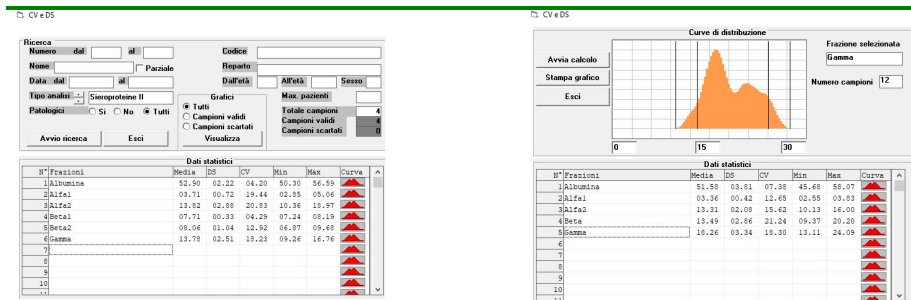 CV e DS
Ricerca
Numero dal al
Codice
Nome
Parziale
Reparto
Data dal al
Dall'età All'età Sesso
Tipo analisi Sieroproteine II
Grafici
Max. pazienti
Patologici Si No Tutti
Tutti
Campioni validi
Campioni scartati
Totale campioni 4
Campioni validi 4
Campioni scartati 0
Avvio ricerca Esci Visualizza
Dati statistici
N° Frazioni Media DS CV Min Max Curva
1 Albumina 52.90 02.22 04.20 50.30 56.59
2 Alfa1 03.71 00.72 19.44 02.85 05.06
3 Alfa2 13.82 02.88 20.83 10.36 18.97
4 Beta1 07.71 00.33 04.29 07.24 08.19
5 Beta2 08.06 01.04 12.92 06.87 09.68
6 Gamma 13.78 02.51 18.23 09.26 16.76
7
8
9
10
11
CV e DS
Curve di distribuzione
Avvia calcolo
Stampa grafico
Esci
Frazione selezionata
Gamma
Numero campioni 12
0 15 30
Dati statistici
N° Frazioni Media DS CV Min Max Curva
1 Albumina 51.58 03.81 07.38 45.68 58.07
2 Alfa1 03.36 00.42 12.65 02.55 03.83
3 Alfa2 13.31 02.08 15.62 10.13 16.00
4 Beta 13.49 02.86 21.24 09.37 20.20
5 Gamma 18.26 03.34 18.30 13.11 24.09
6
7
8
9
10
11